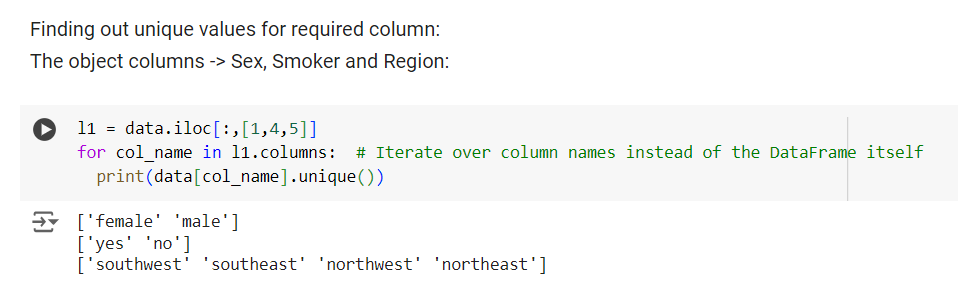 Finding out unique values for required column:
The object columns -> Sex, Smoker and Region:
l1 = data.iloc[:,[1,4,5]]
for col_name in l1.columns:  # Iterate over column names instead of the DataFrame itself
  print(data[col_name].unique())
['female' 'male']
['yes' 'no']
['southwest' 'southeast' 'northwest' 'northeast']